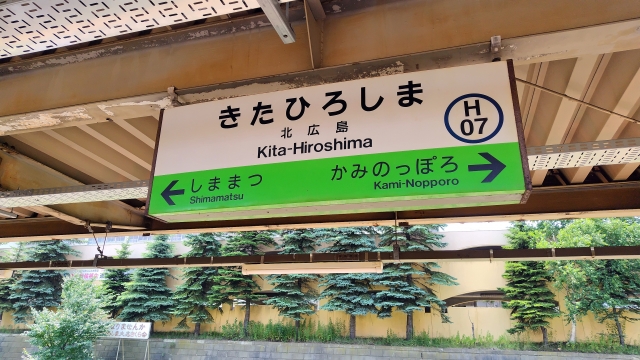 きたひろしま
北広島
Kita-Hiroshima
H
07
しままつ
Shimamatsu
かみのっぽろ
Kami-Nopporo